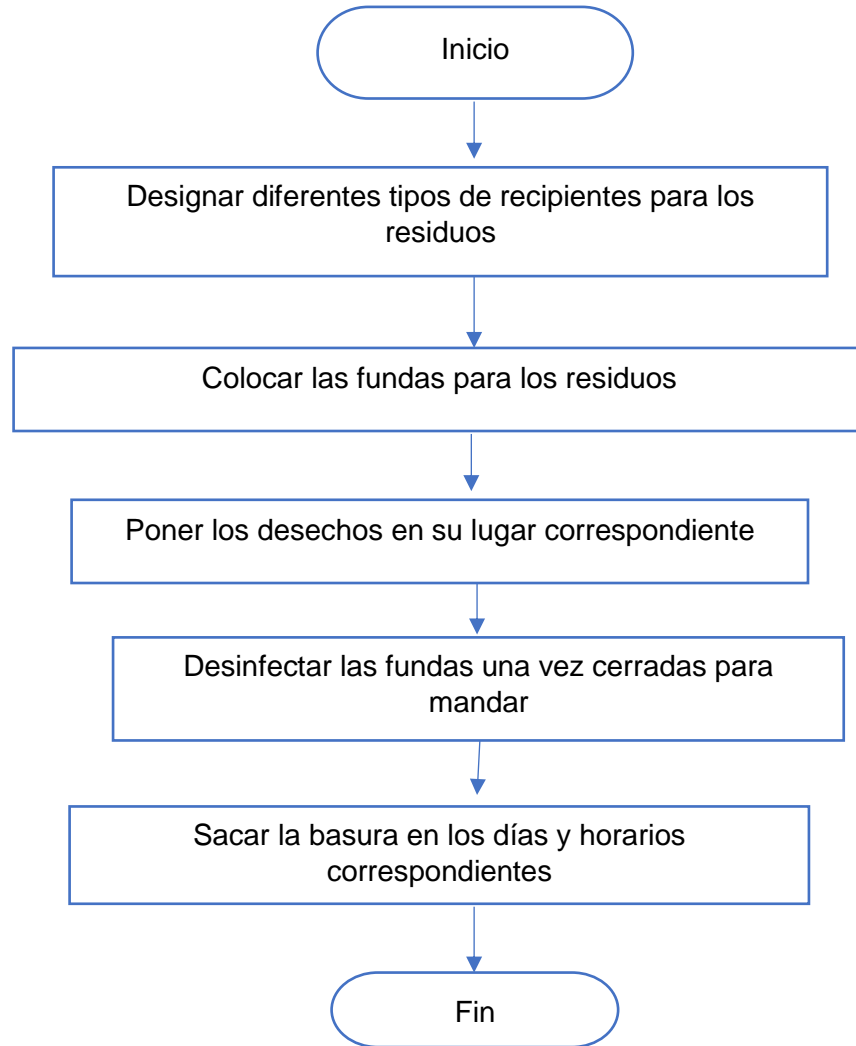 Inicio
Designar diferentes tipos de recipientes para los
residuos
Colocar las fundas para los residuos
Poner los desechos en su lugar correspondiente
Desinfectar las fundas una vez cerradas para
mandar
Sacar la basura en los días y horarios
correspondientes
Fin